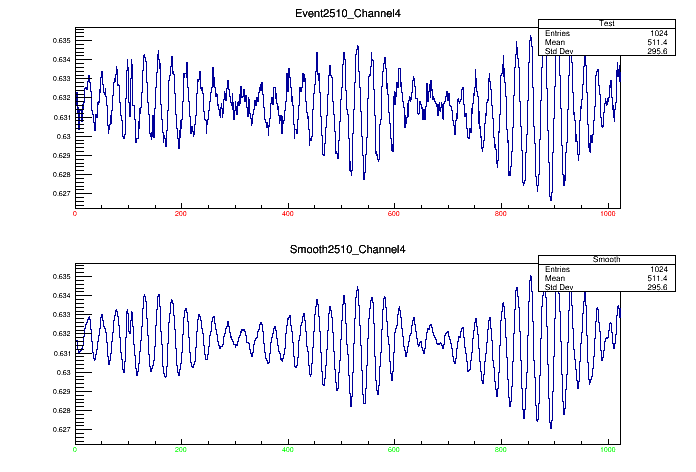 Event2510_Channel4
Test
Entries 1024
Mean 511.4
Std Dev 295.6
0.635
0.634
0.633
0.632
0.631
0.63
0.629
0.628
0.627
0 200 400 600 800 1000
Smooth2510_Channel4
Smooth
Entries 1024
Mean 511.4
Std Dev 295.6
0.635
0.634
0.633
0.632
0.631
0.63
0.629
0.628
0.627
0 200 400 600 800 1000